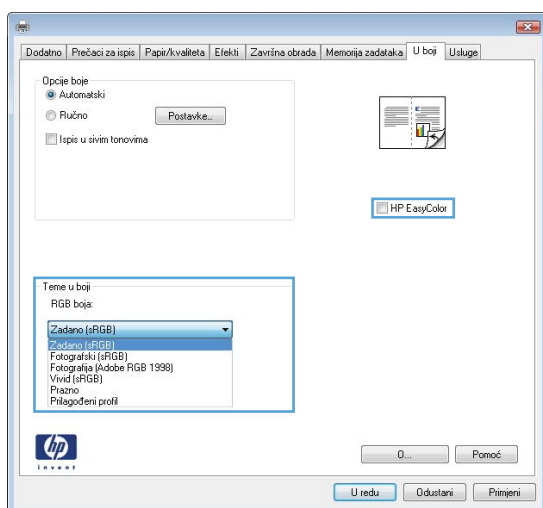 Dodatno Prečaci za ispis Papir/kvaliteta Efekti Završna obrada Memorija zadataka U boji Usluge
Opcije boje
Automatski
Ručno Postavke..
Ispis u sivim tonovima
HP EasyColor
Teme u boji
RGB boja:
Zadano (sRGB)
Zadano (sRGB)
Fotografski (sRGB)
Fotografija (Adobe RGB 1998)
Vivid (sRGB)
Prazno
Prilagođeni profil
hp
invent
O... Pomoć
U redu Odustani Primjeni